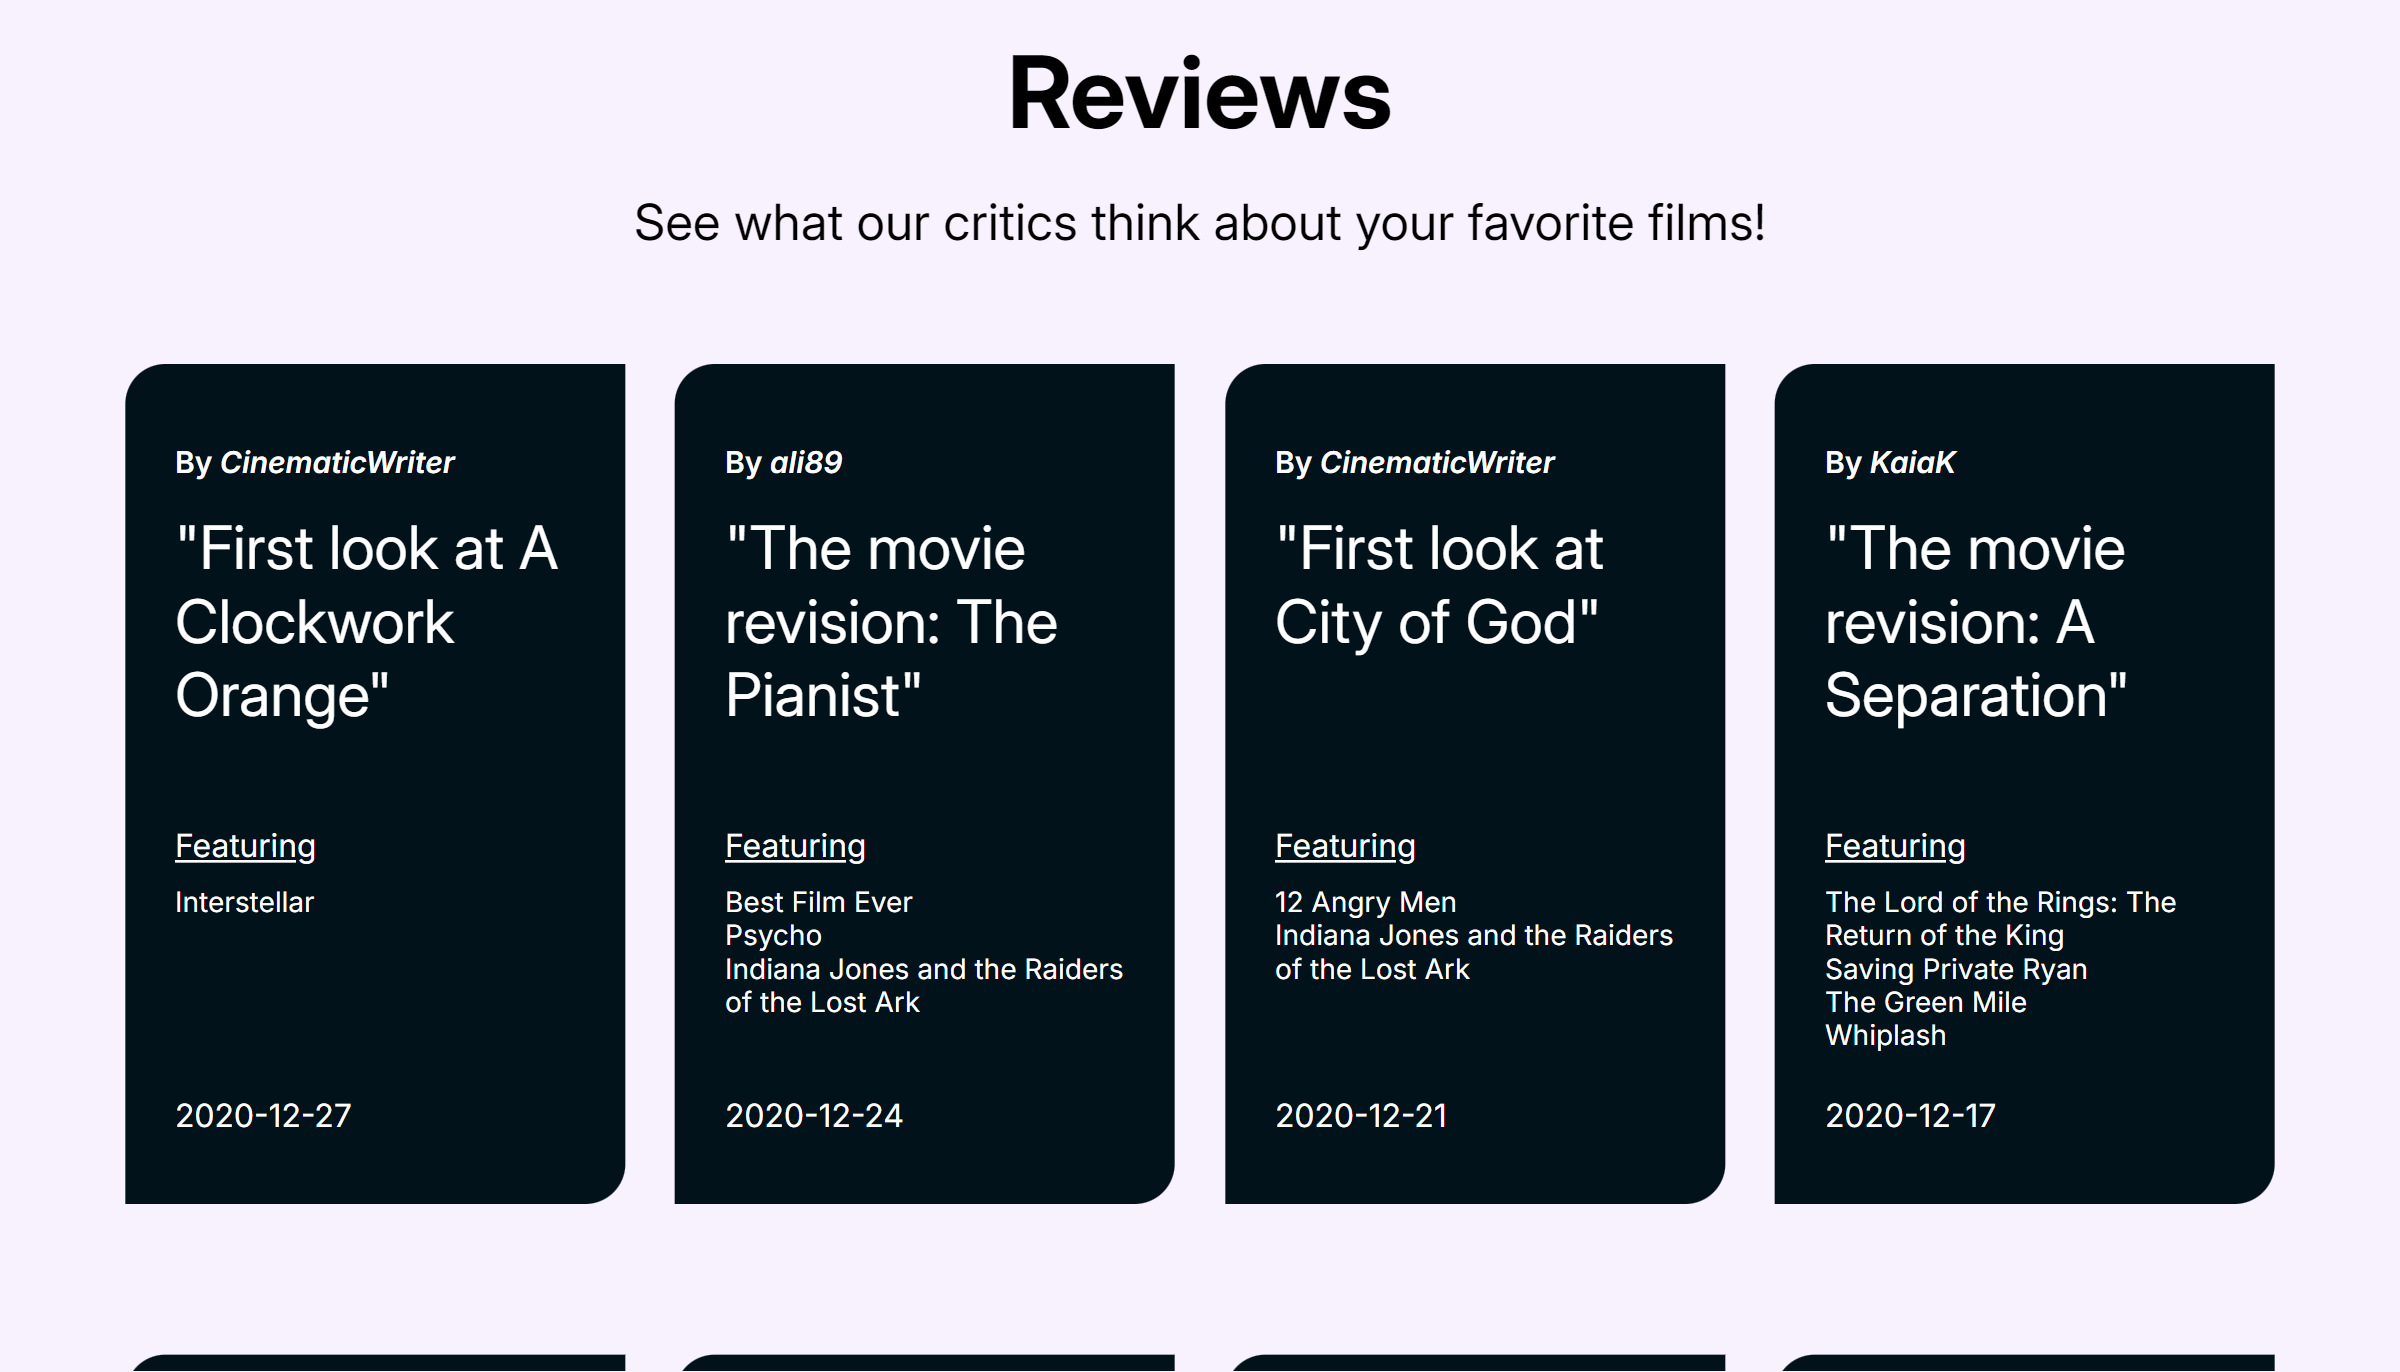 Reviews
See what our critics think about your favorite films!
By CinematicWriter
"First look at A
Clockwork
Orange"
Featuring
Interstellar
2020-12-27
By ali89
"The movie
revision: The
Pianist"
Featuring
Best Film Ever
Psycho
Indiana Jones and the Raiders
of the Lost Ark
2020-12-24
By CinematicWriter
"First look at
City of God"
Featuring
12 Angry Men
Indiana Jones and the Raiders
of the Lost Ark
2020-12-21
By KaiaK
"The movie
revision: A
Separation"
Featuring
The Lord of the Rings: The
Return of the King
Saving Private Ryan
The Green Mile
Whiplash
2020-12-17